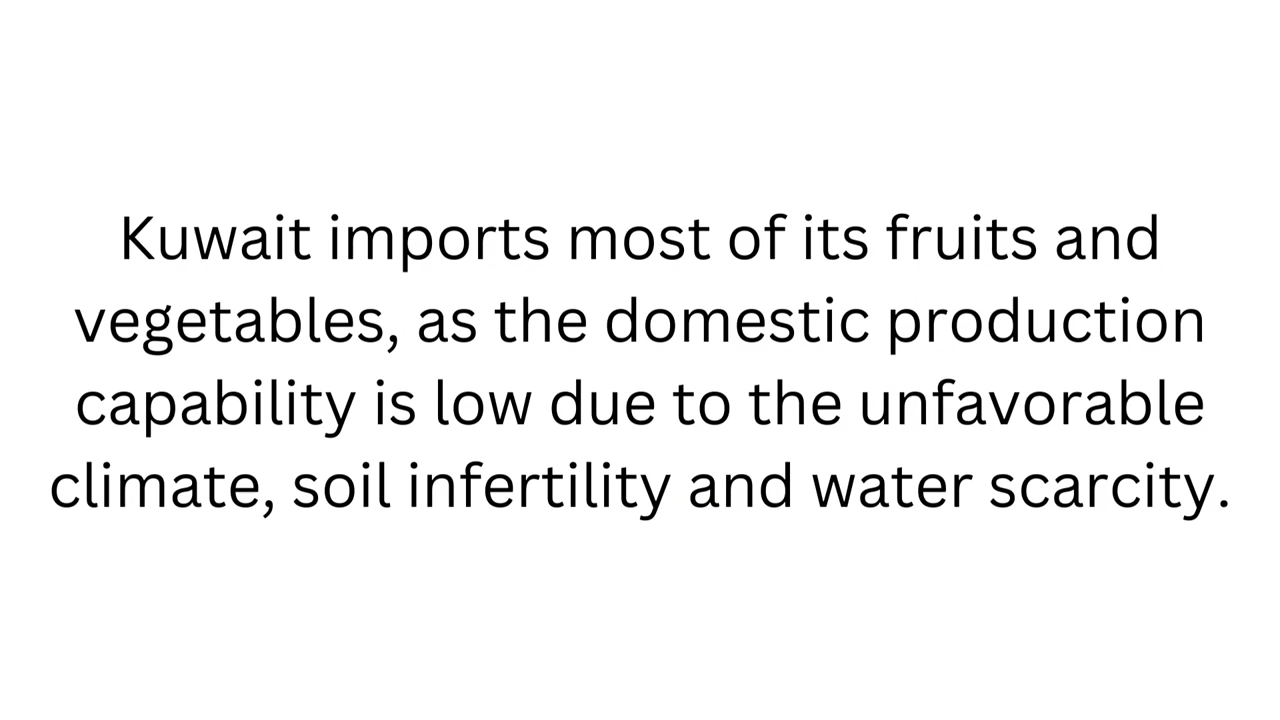 Kuwait imports most of its fruits and
vegetables, as the domestic production
capability is low due to the unfavorable
climate, soil infertility and water scarcity.